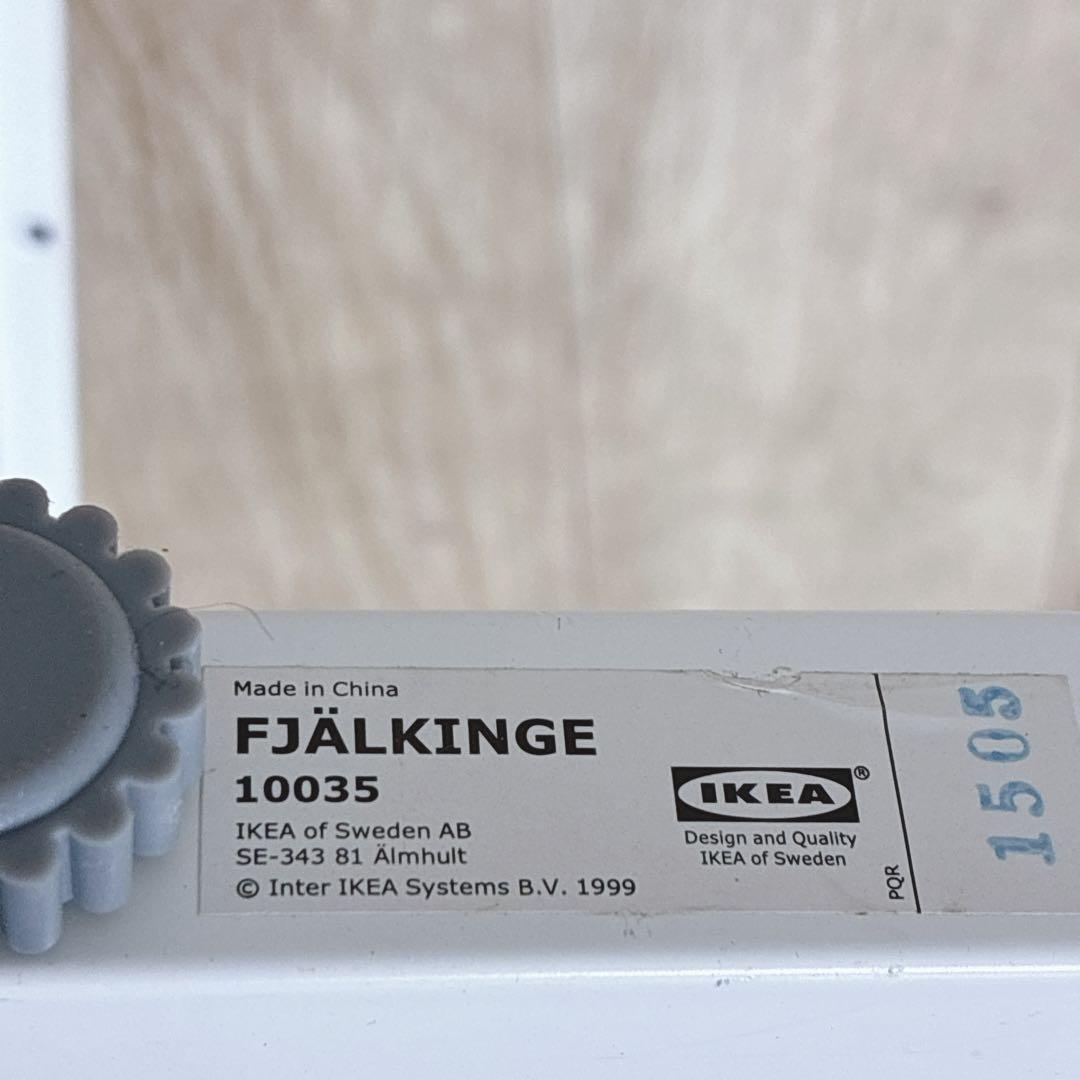 Made in China
FJÄLKINGE
10035
IKEA of Sweden AB
SE-343 81 Älmhult
© Inter IKEA Systems B.V. 1999
IKEA®
Design and Quality
IKEA of Sweden
PQR
1505